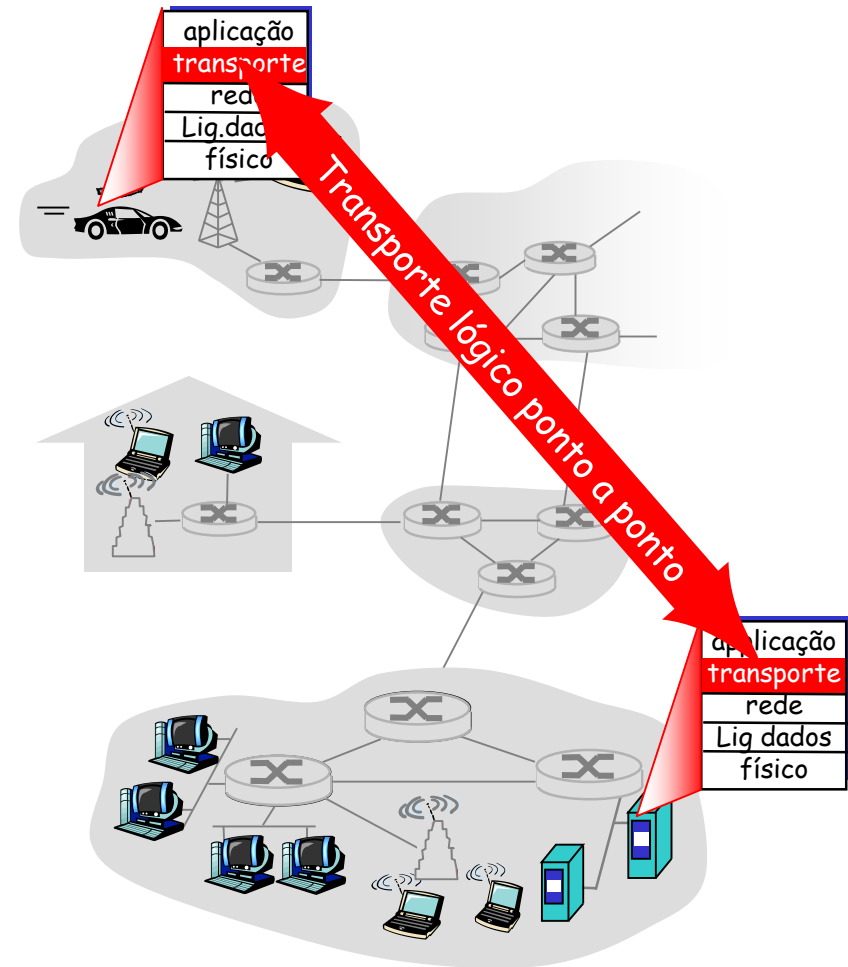 aplicação
transporte
rede
Lig.dados
físico
Transporte lógico ponto a ponto
aplicação
transporte
rede
Lig dados
físico